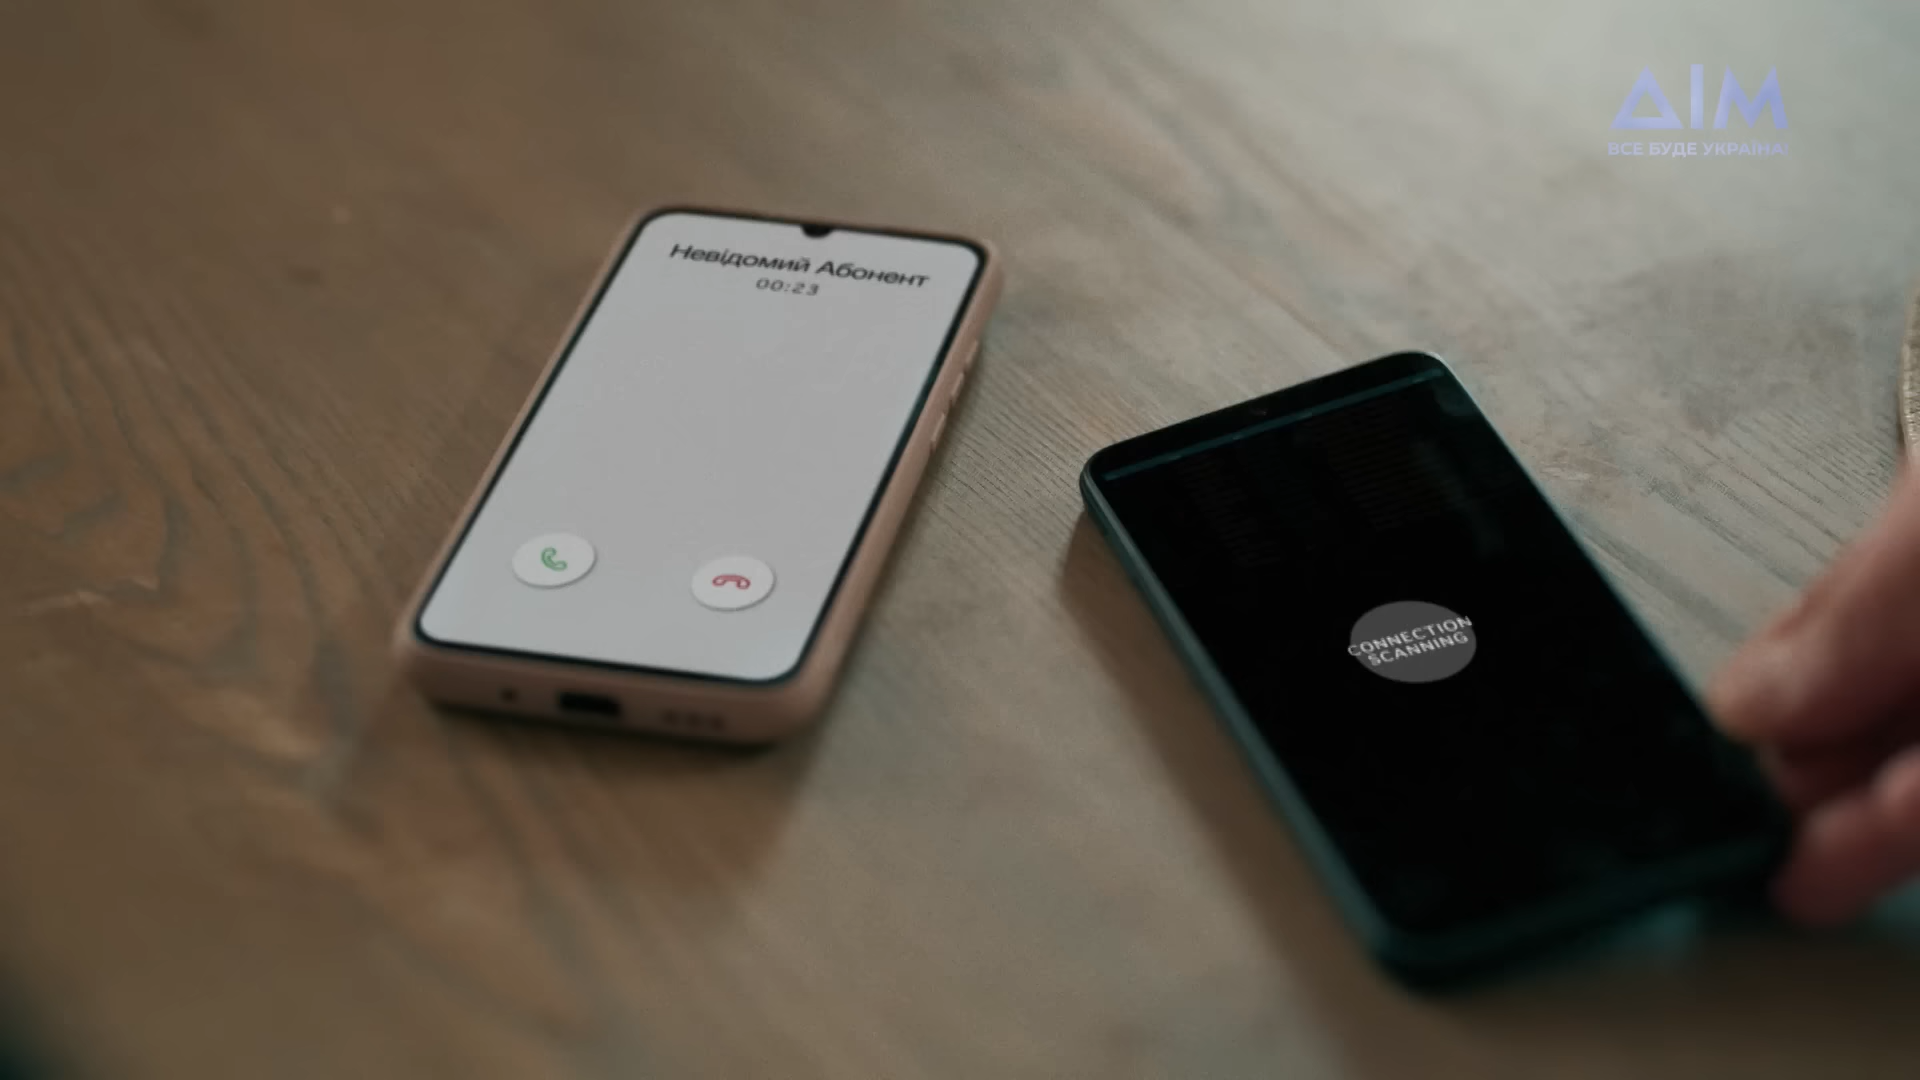 ДІМ
ВСЕ БУДЕ УКРАЇНА!
Невідомий Абонент
00:23
CONNECTION
SCANNING